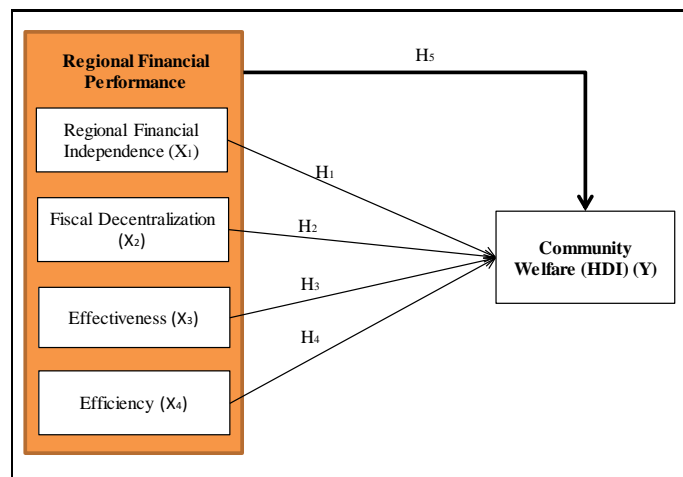 Regional Financial
Performance
H5
Regional Financial
Independence (X1)
H1
Fiscal Decentralization
(X2)
H2
Community
Welfare (HDI) (Y)
H3
Effectiveness (X3)
H4
Efficiency (X4)